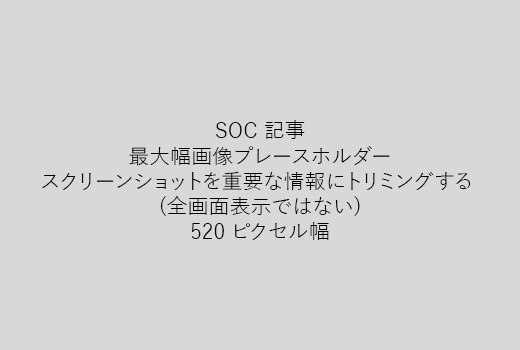 SOC 記事
最大幅画像プレースホルダー
スクリーンショットを重要な情報にトリミングする
(全画面表示ではない)
520 ピクセル幅